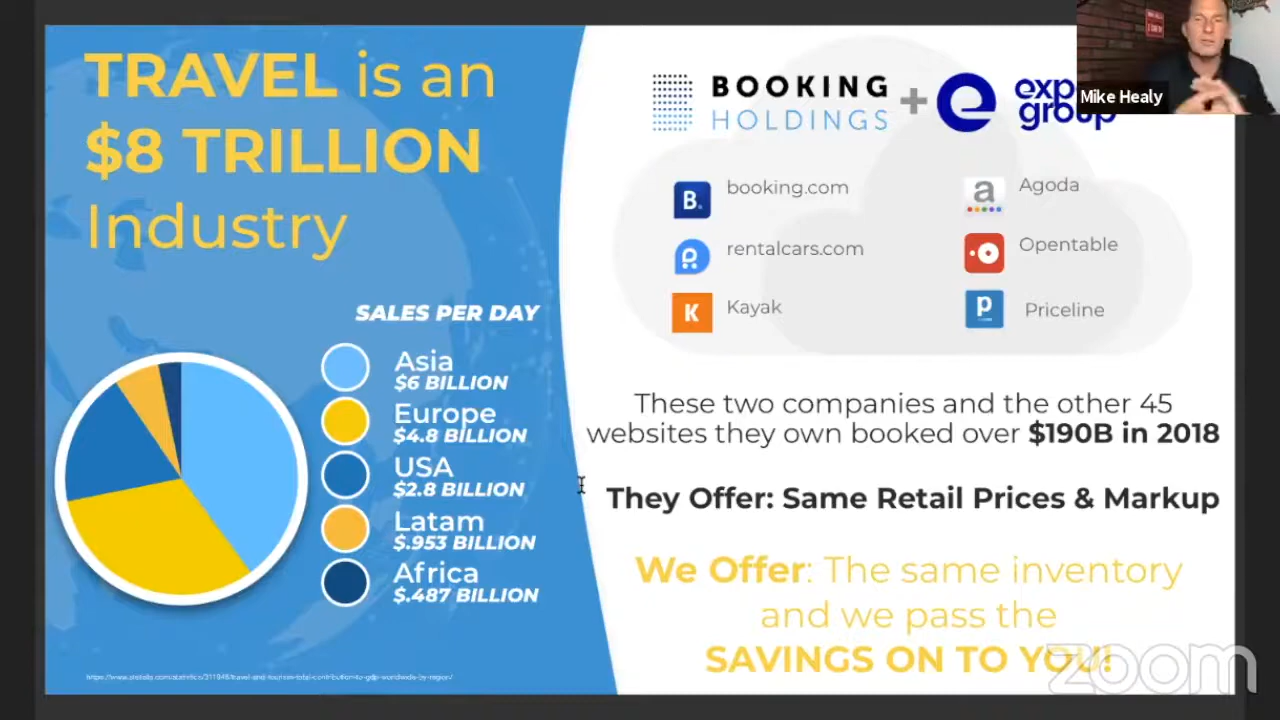 TRAVEL is an
$8 TRILLION
Industry
SALES PER DAY
Asia
$6 BILLION
Europe
$4.8 BILLION
USA
$2.8 BILLION
Latam
$.953 BILLION
Africa
$.487 BILLION
BOOKING
HOLDINGS
+
e
group
Mike Healy
B.
booking.com
a
Agoda
rentalcars.com
Opentable
K
Kayak
p
Priceline
These two companies and the other 45
websites they own booked over $190B in 2018
They Offer: Same Retail Prices & Markup
We Offer: The same inventory
and we pass the
SAVINGS ON TO YOU!
zoom